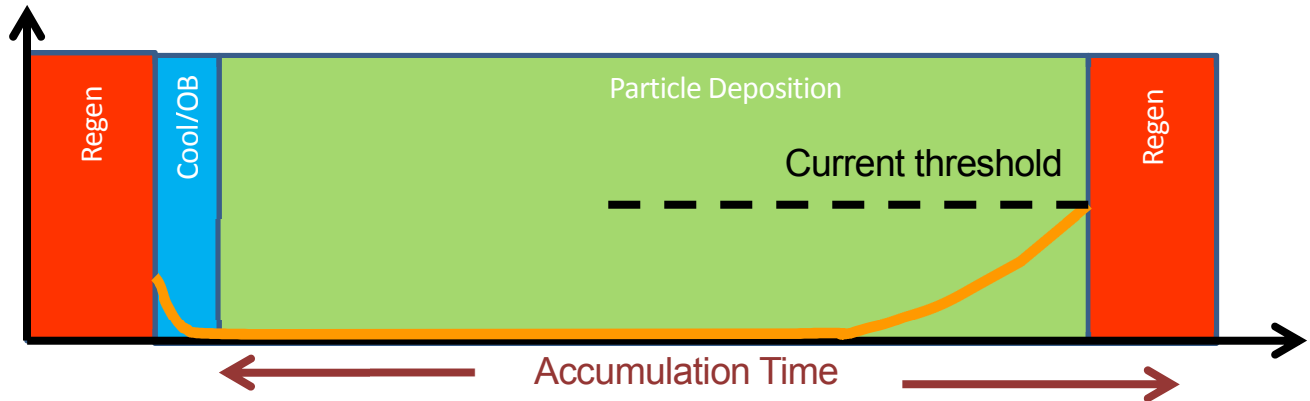 Regen
Cool/OB
Particle Deposition
Current threshold
Regen
Accumulation Time